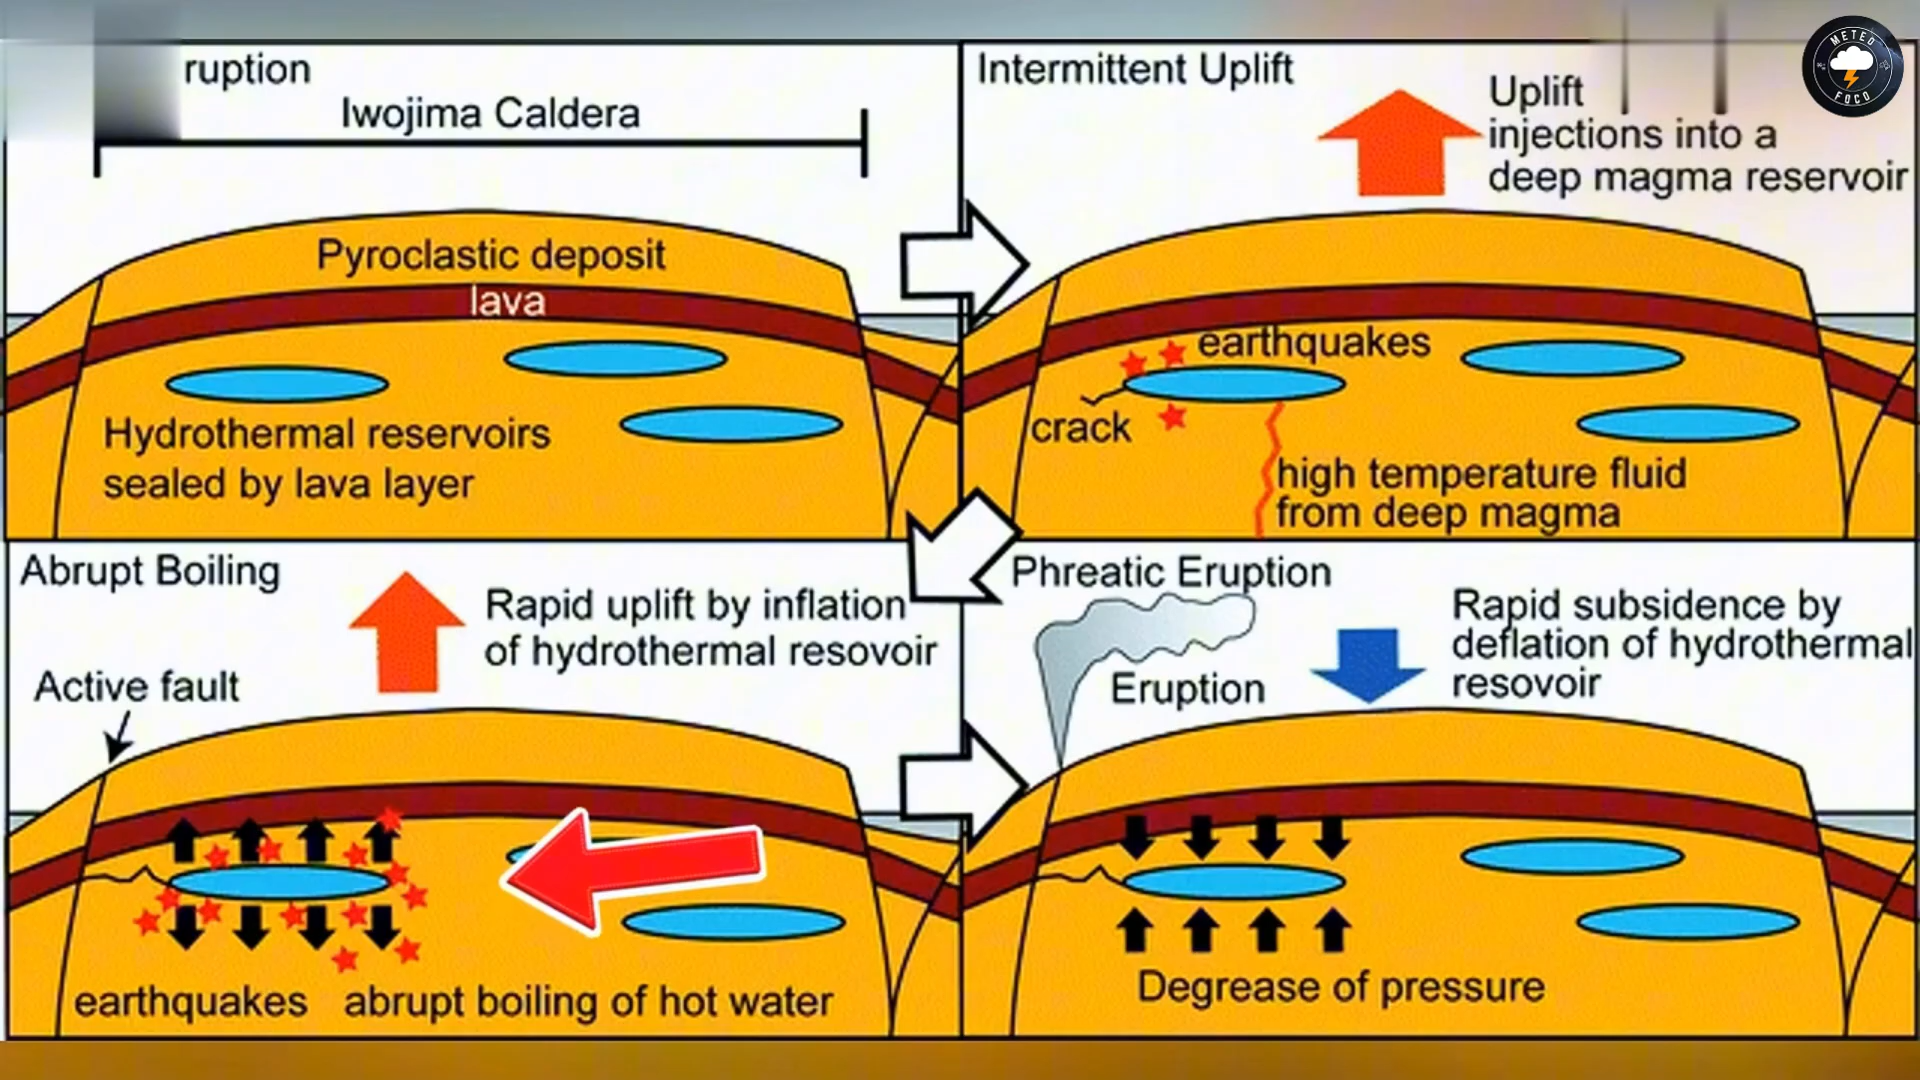 ruption
Iwojima Caldera
Pyroclastic deposit
lava
Hydrothermal reservoirs
sealed by lava layer
Intermittent Uplift
Uplift
injections into a
deep magma reservoir
earthquakes
crack
high temperature fluid
from deep magma
Abrupt Boiling
Rapid uplift by inflation
of hydrothermal resovoir
Active fault
earthquakes
abrupt boiling of hot water
Phreatic Eruption
Rapid subsidence by
deflation of hydrothermal
resovoir
Eruption
Degrease of pressure
METEO
FOCO